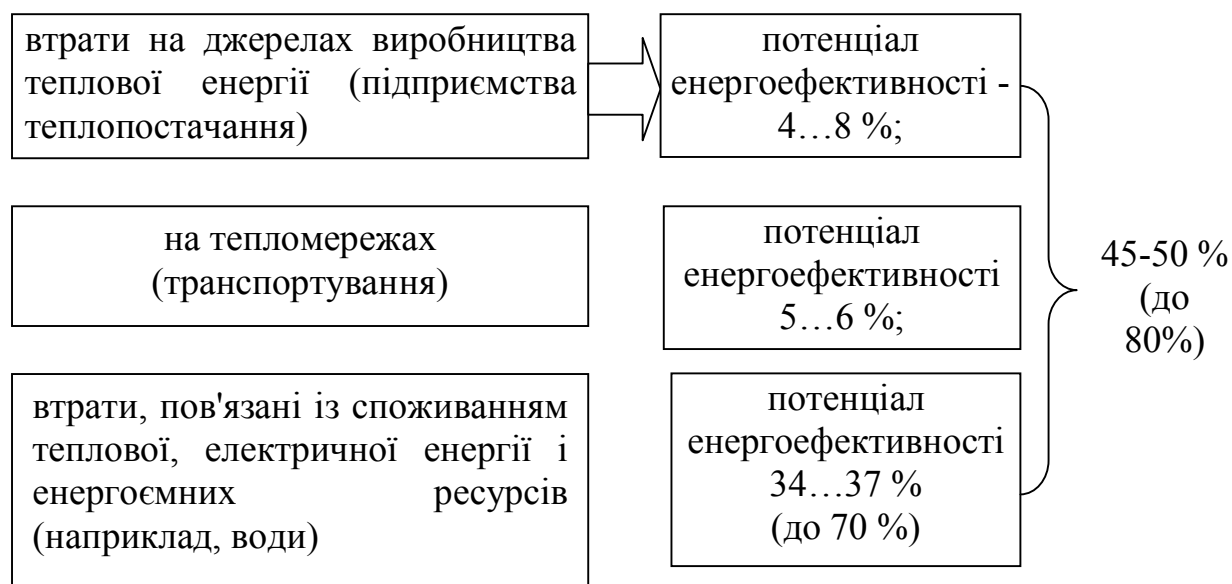 втрати на джерелах виробництва
теплової енергії (підприємства
теплопостачання)
потенціал
енергоефективності -
4…8 %;
на тепломережах
(транспортування)
потенціал
енергоефективності
5…6 %;
втрати, пов'язані із споживанням
теплової, електричної енергії і
енергоємних ресурсів
(наприклад, води)
потенціал
енергоефективності
34…37 %
(до 70 %)
45-50 %
(до
80%)